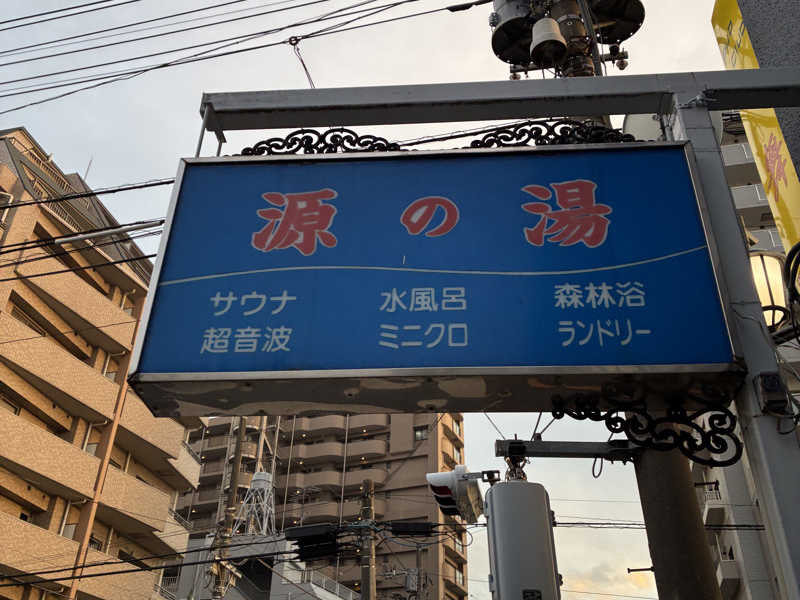 源の湯
サウナ 水風呂 森林浴
超音波 ミニクロ ランドリー